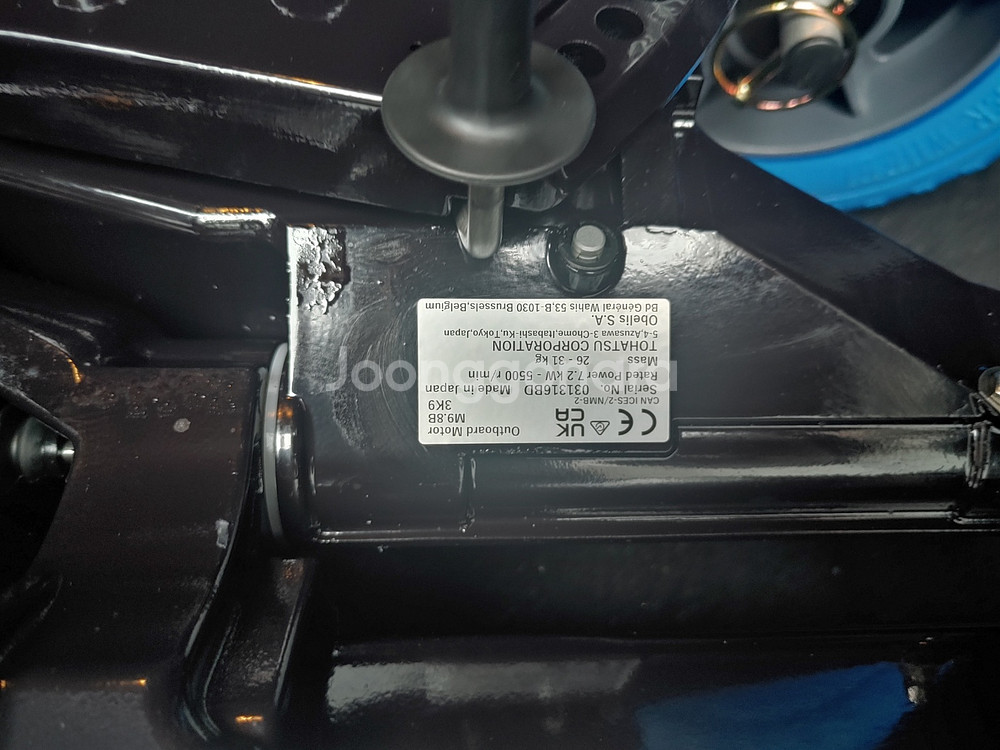 Outboard Motor
M9.8B
3K9
CE UK CA
CAN ICES-2/NMB-2
Serial No. 031316BD Made in Japan
Rated Power 7.2 kW - 5500 r/min
Mass 26 - 31 kg
TOHATSU CORPORATION
5-4,Azusawa 3-Chome,Itabashi-Ku,Tokyo,Japan
Obelis S.A.
Bd Général Wahis 53,B-1030 Brussels,Belgium
Joonggonara